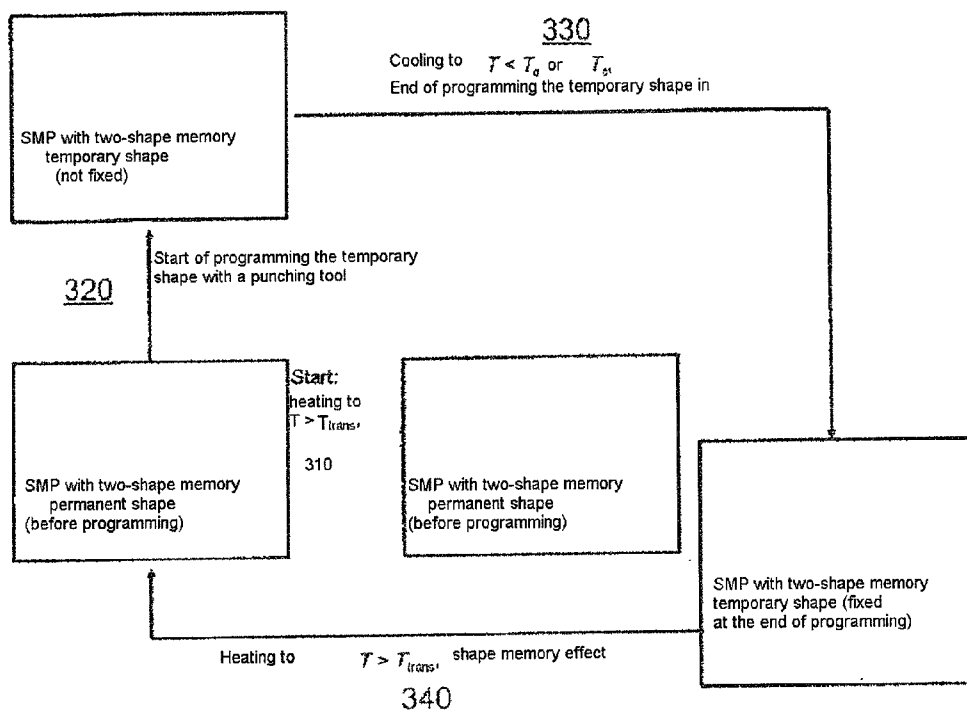 330
Cooling to T < Tg or Ts,
End of programming the temporary shape in
SMP with two-shape memory
temporary shape
(not fixed)
Start of programming the temporary
shape with a punching tool
320
Start:
heating to
T > Ttrans,
310
SMP with two-shape memory
permanent shape
(before programming)
SMP with two-shape memory
permanent shape
(before programming)
SMP with two-shape memory
temporary shape (fixed
at the end of programming)
Heating to T > Ttrans, shape memory effect
340